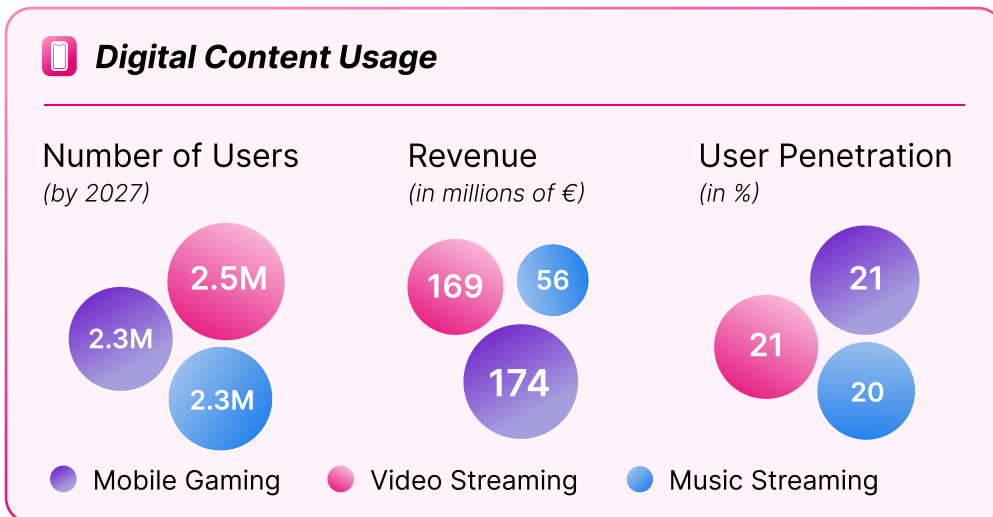 Digital Content Usage
Number of Users
(by 2027)
2.5M
2.3M
2.3M
Revenue
(in millions of €)
169
56
174
User Penetration
(in %)
21
21
20
Mobile Gaming
Video Streaming
Music Streaming